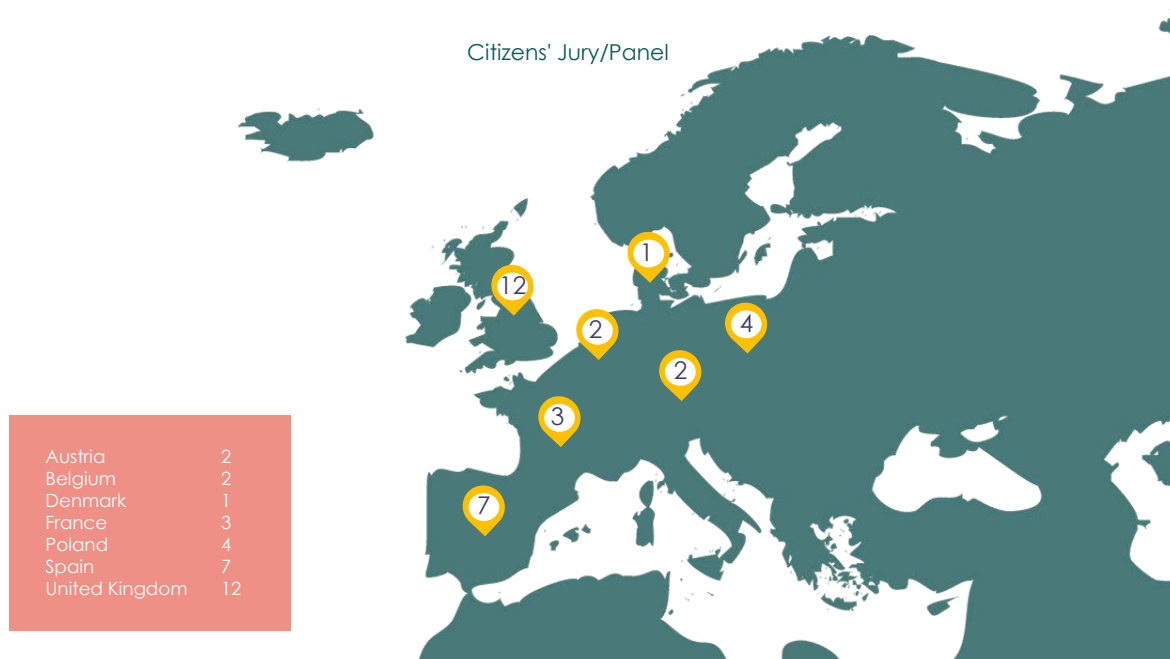 Citizens' Jury/Panel
1
12
2
4
2
3
7
Austria 2
Belgium 2
Denmark 1
France 3
Poland 4
Spain 7
United Kingdom 12